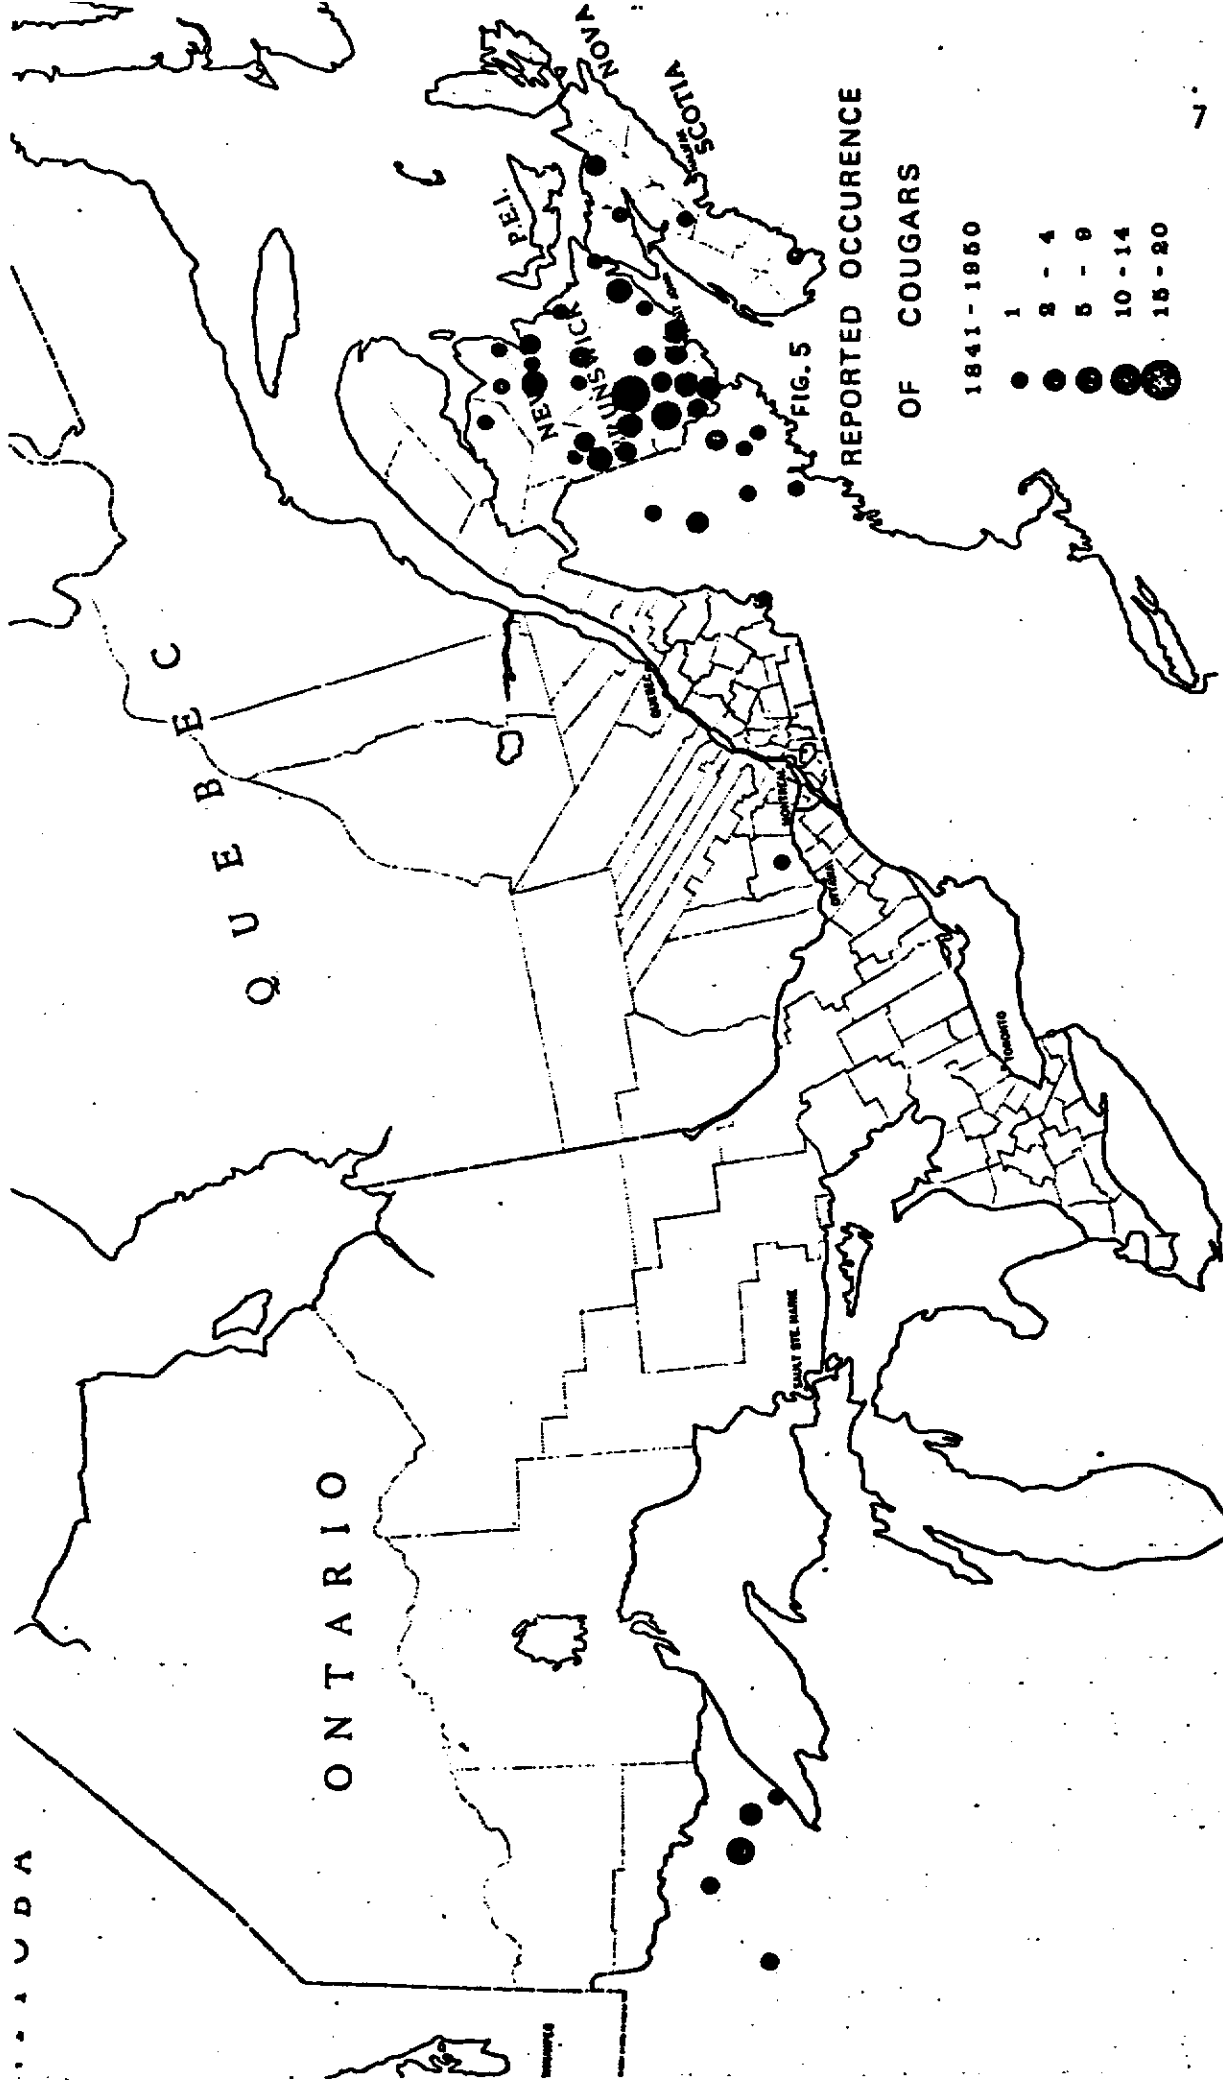 QUEBEC
ONTARIO
NOVA
SCOTIA
P.E.I.
NEW
QUEBEC
MONTREAL
OTTAWA
TORONTO
SAULT STE. MARIE
FIG. 5
REPORTED OCCURENCE
OF COUGARS
1841-1950
1
2 - 4
5 - 9
10 - 14
15 - 20
7